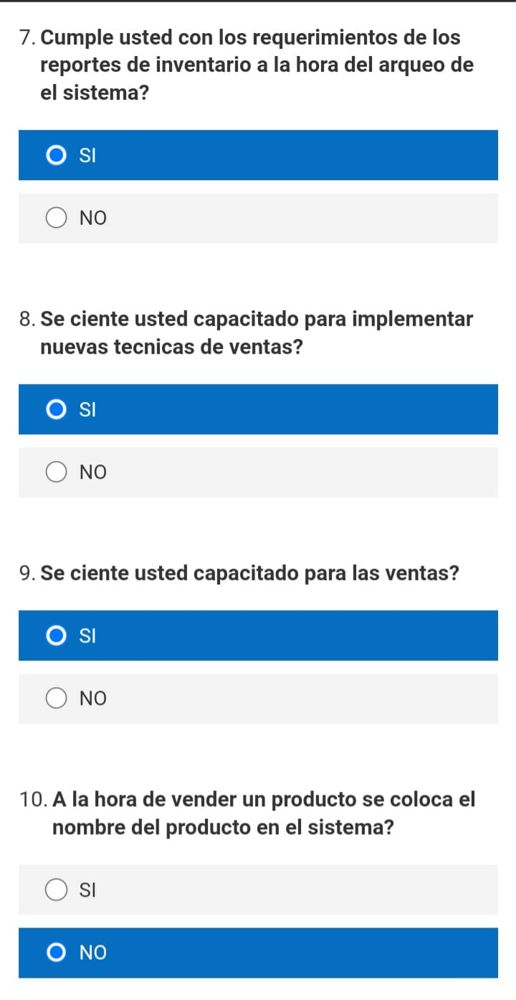 7. Cumple usted con los requerimientos de los
reportes de inventario a la hora del arqueo de
el sistema?
SI
NO
8. Se ciente usted capacitado para implementar
nuevas tecnicas de ventas?
SI
NO
9. Se ciente usted capacitado para las ventas?
SI
NO
10. A la hora de vender un producto se coloca el
nombre del producto en el sistema?
SI
NO